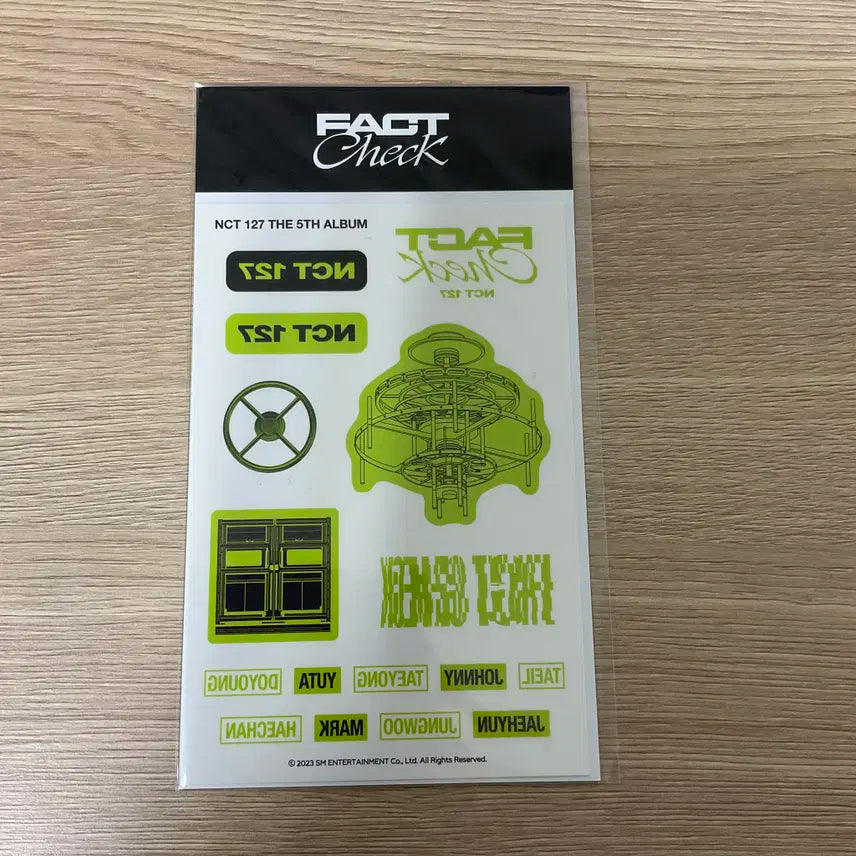 FACT
Check
NCT 127 THE 5TH ALBUM
FACT
Check
NCT 127
NCT 127
NCT 127
FACT CHECK
DOYOUNG YUTA TAEYONG JOHNNY TAEIL
HAECHAN MARK JUNGWOO JAEHYUN
© 2023 SM ENTERTAINMENT Co., Ltd. All Rights Reserved.